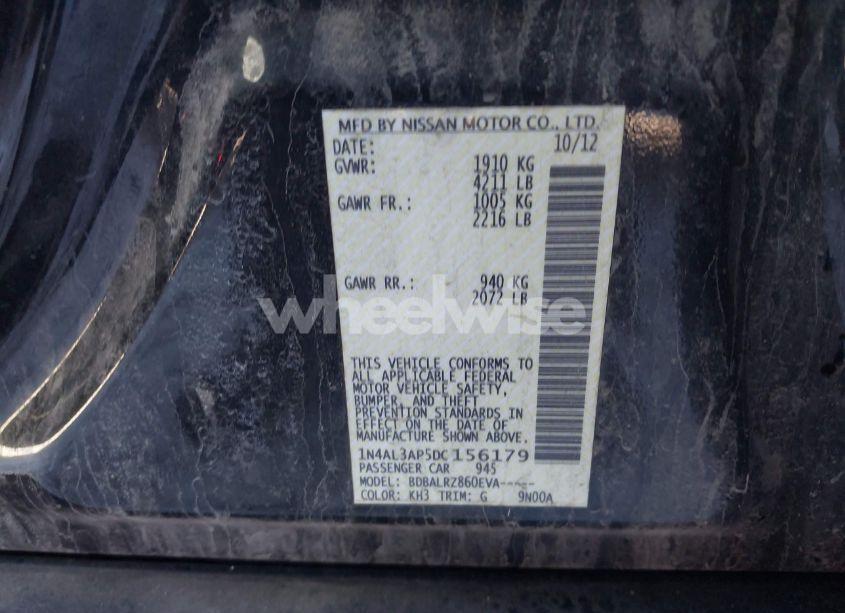 MFD BY NISSAN MOTOR CO., LTD.
DATE: 10/12
GVWR: 1910 KG
4211 LB
GAWR FR.: 1005 KG
2216 LB
GAWR RR.: 940 KG
2072 LB
wheelwise
THIS VEHICLE CONFORMS TO
ALL APPLICABLE FEDERAL
MOTOR VEHICLE SAFETY,
BUMPER, AND THEFT
PREVENTION STANDARDS IN
EFFECT ON THE DATE OF
MANUFACTURE SHOWN ABOVE.
1N4AL3AP5DC156179
PASSENGER CAR 945
MODEL: BDBALRZ860EVA-----
COLOR: KH3 TRIM: G 9N00A